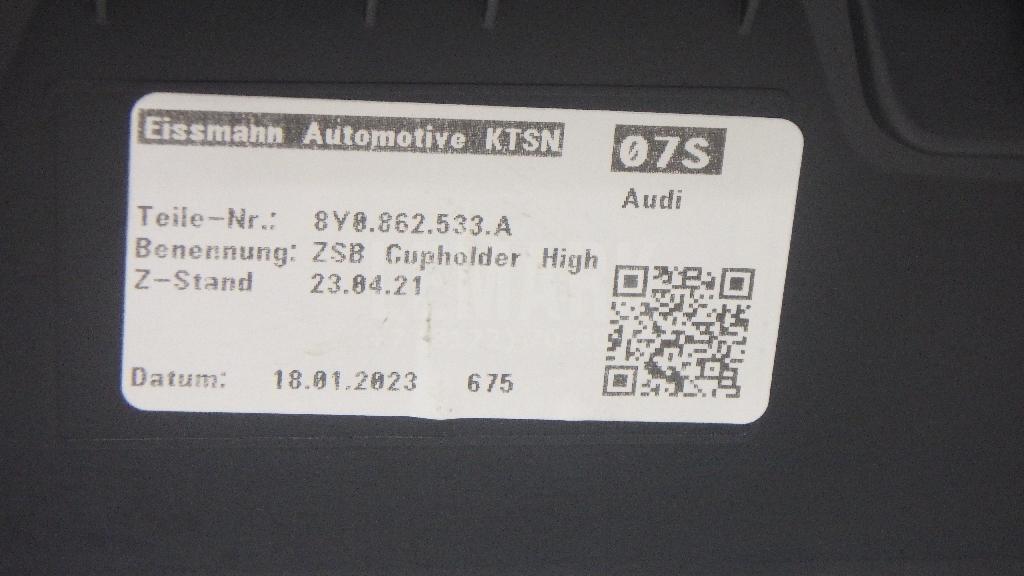 Eissmann Automotive KTSN
07S
Audi
Teile-Nr.: 8Y0.862.533.A
Benennung: ZSB Cupholder High
Z-Stand 23.04.21
Datum: 18.01.2023 675